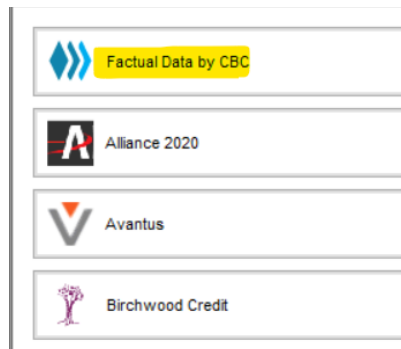 Factual Data by CBC
Alliance 2020
Avantus
Birchwood Credit